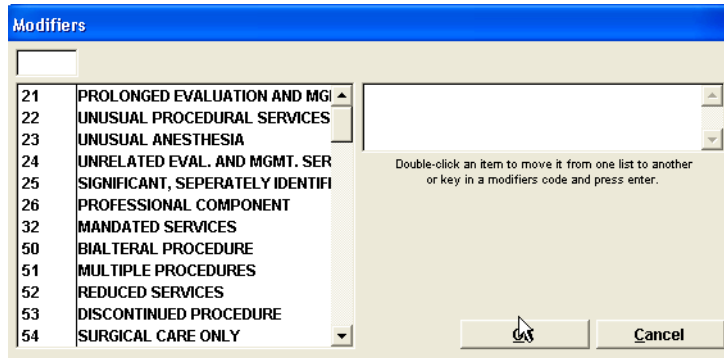 Modifiers
21 PROLONGED EVALUATION AND MGI
22 UNUSUAL PROCEDURAL SERVICES
23 UNUSUAL ANESTHESIA
24 UNRELATED EVAL. AND MGMT. SER
25 SIGNIFICANT, SEPERATELY IDENTIFI
26 PROFESSIONAL COMPONENT
32 MANDATED SERVICES
50 BIALTERAL PROCEDURE
51 MULTIPLE PROCEDURES
52 REDUCED SERVICES
53 DISCONTINUED PROCEDURE
54 SURGICAL CARE ONLY
Double-click an item to move it from one list to another
or key in a modifiers code and press enter.
OK
Cancel